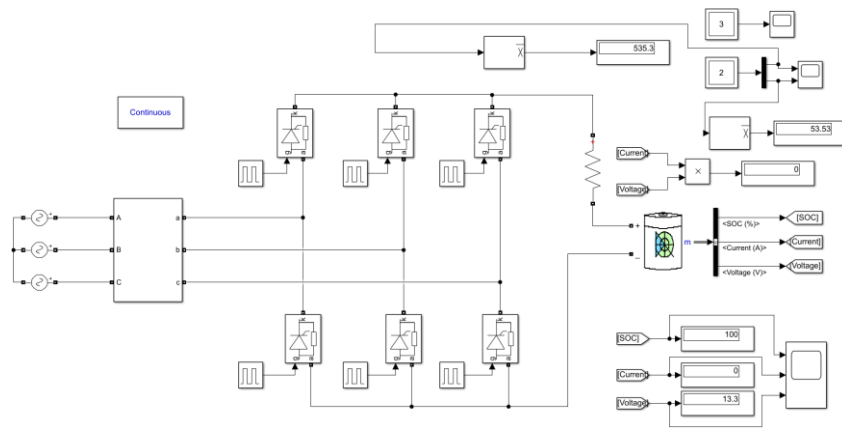 3
535.3
2
Continuous
53.53
[Current]
[Voltage]
×
0
A
B
C
a
b
c
+
m
<SOC (%)>
<Current (A)>
<Voltage (V)>
[SOC]
[Current]
[Voltage]
[SOC]
100
[Current]
0
[Voltage]
13.3